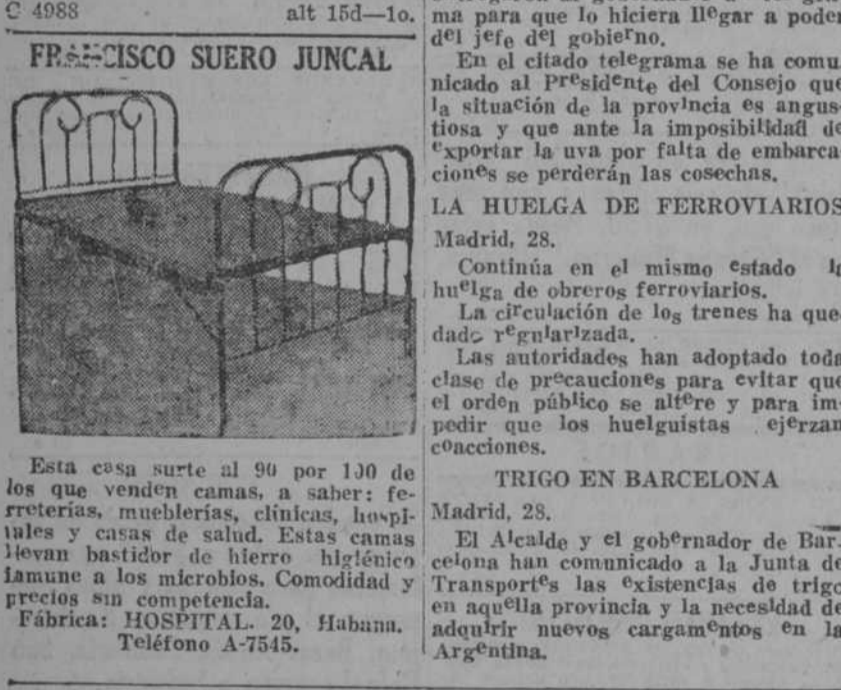 C 4988 alt 15d—1o.
FRANCISCO SUERO JUNCAL
Esta casa surte al 90 por 100 de
los que venden camas, a saber: fe-
rreterías, mueblerías, clínicas, hospi-
tales y casas de salud. Estas camas
llevan bastidor de hierro higiénico
inmune a los microbios. Comodidad y
precios sin competencia.
Fábrica: HOSPITAL. 20, Habana.
Teléfono A-7545.
ma para que lo hiciera llegar a poder
del jefe del gobierno.
En el citado telegrama se ha comu
nicado al Presidente del Consejo que
la situación de la provincia es angus-
tiosa y que ante la imposibilidad de
exportar la uva por falta de embarca
ciones se perderán las cosechas.
LA HUELGA DE FERROVIARIOS
Madrid, 28.
Continúa en el mismo estado la
huelga de obreros ferroviarios.
La circulación de los trenes ha que
dado regularizada.
Las autoridades han adoptado toda
clase de precauciones para evitar que
el orden público se altere y para im-
pedir que los huelguistas ejerzan
coacciones.
TRIGO EN BARCELONA
Madrid, 28.
El Alcalde y el gobernador de Bar-
celona han comunicado a la Junta de
Transportes las existencias de trigo
en aquella provincia y la necesidad de
adquirir nuevos cargamentos en la
Argentina.